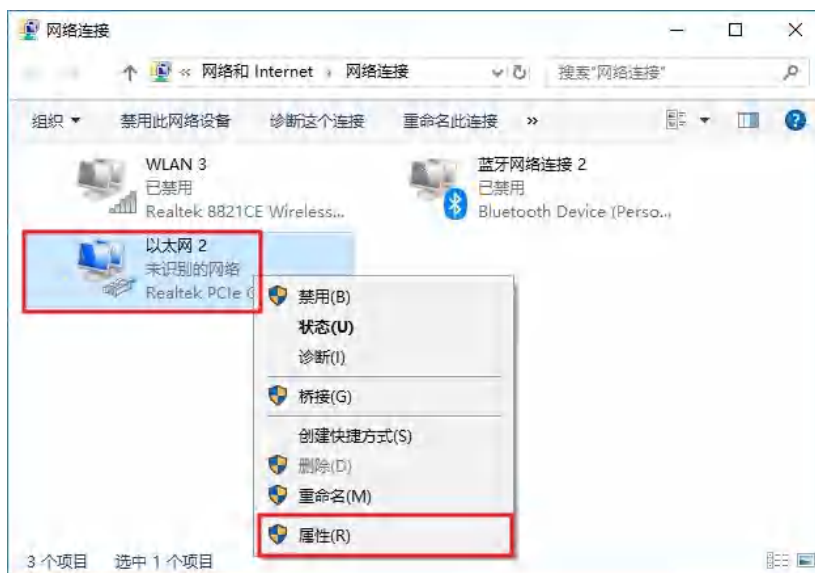 网络连接
« 网络和 Internet › 网络连接
搜索"网络连接"
组织 禁用此网络设备 诊断这个连接 重命名此连接 »
WLAN 3
已禁用
Realtek 8821CE Wireless...
蓝牙网络连接 2
已禁用
Bluetooth Device (Perso...
以太网 2
未识别的网络
Realtek PCIe
禁用(B)
状态(U)
诊断(I)
桥接(G)
创建快捷方式(S)
删除(D)
重命名(M)
属性(R)
3 个项目 选中 1 个项目